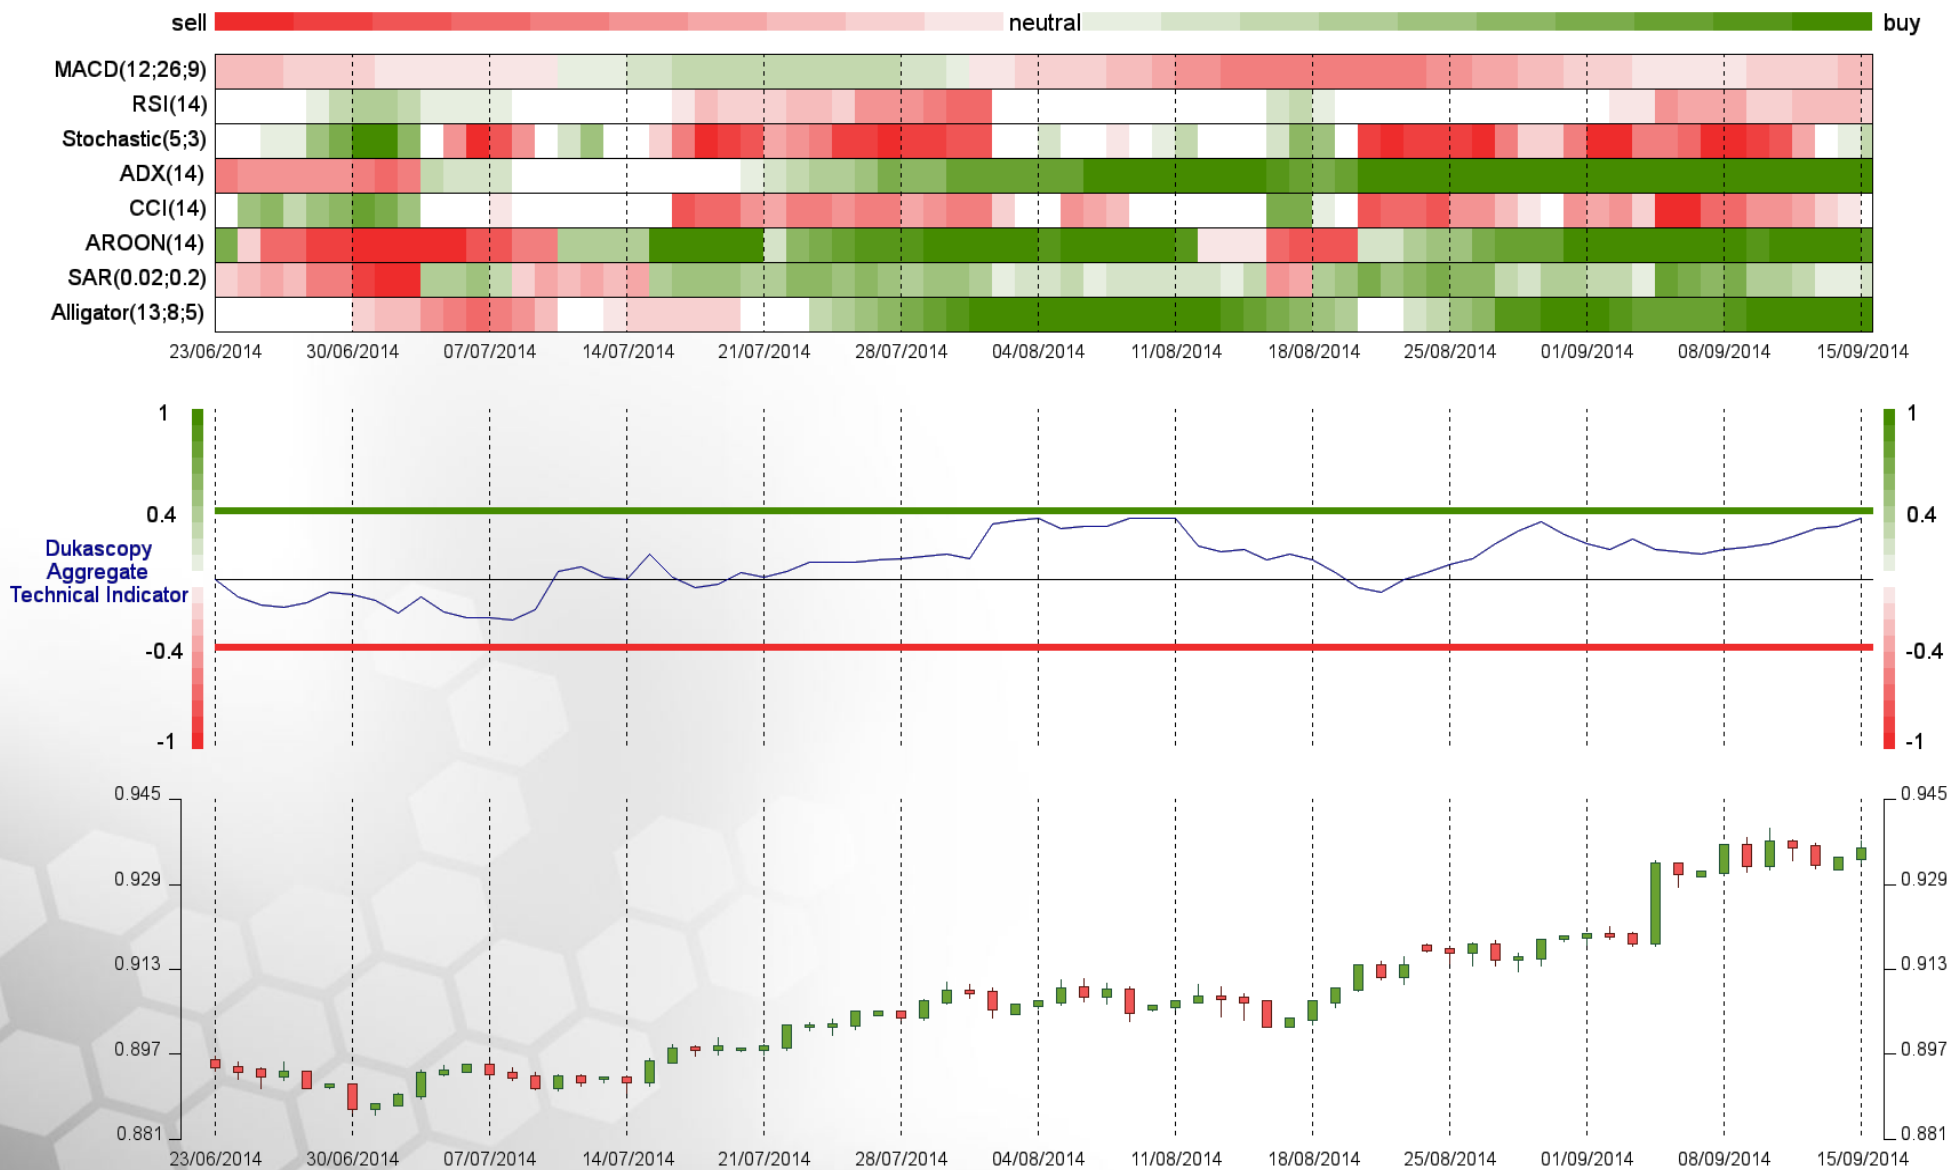 sell neutral buy
MACD(12;26;9)
RSI(14)
Stochastic(5;3)
ADX(14)
CCI(14)
AROON(14)
SAR(0.02;0.2)
Alligator(13;8;5)
23/06/2014 30/06/2014 07/07/2014 14/07/2014 21/07/2014 28/07/2014 04/08/2014 11/08/2014 18/08/2014 25/08/2014 01/09/2014 08/09/2014 15/09/2014
1 1
0.4 0.4
Dukascopy
Aggregate
Technical Indicator
-0.4 -0.4
-1 -1
0.945 0.945
0.929 0.929
0.913 0.913
0.897 0.897
0.881 0.881
23/06/2014 30/06/2014 07/07/2014 14/07/2014 21/07/2014 28/07/2014 04/08/2014 11/08/2014 18/08/2014 25/08/2014 01/09/2014 08/09/2014 15/09/2014